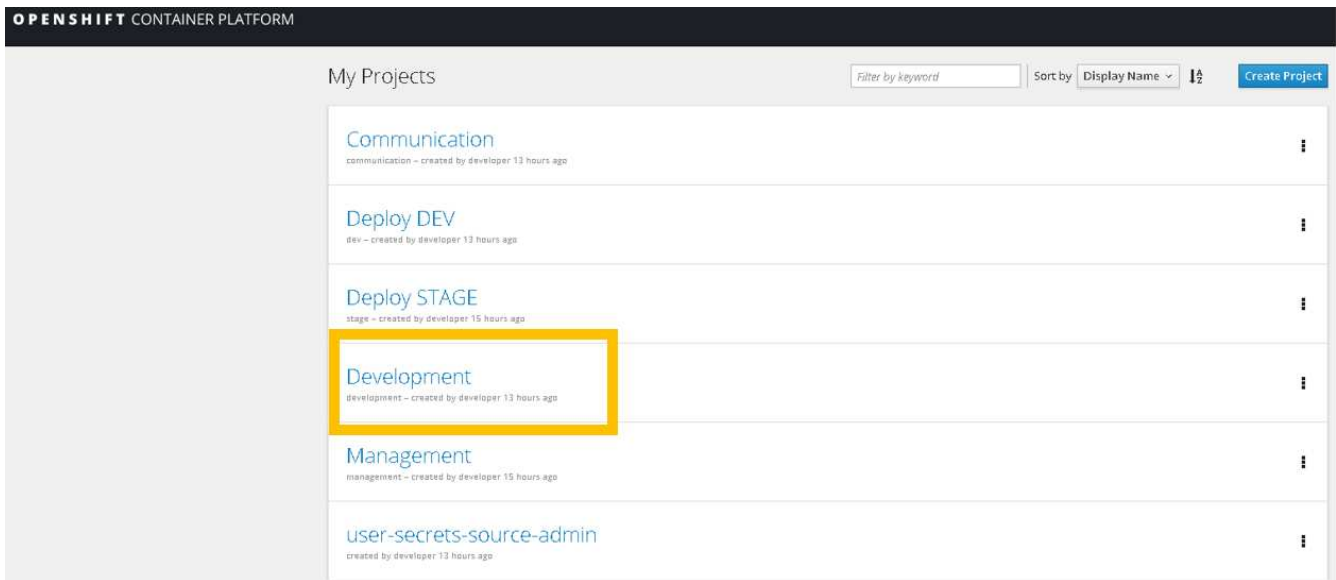 OPENSHIFT CONTAINER PLATFORM
My Projects
Filter by keyword
Sort by Display Name
Create Project
Communication
communication – created by developer 13 hours ago
Deploy DEV
dev – created by developer 13 hours ago
Deploy STAGE
stage – created by developer 15 hours ago
Development
development – created by developer 13 hours ago
Management
management – created by developer 15 hours ago
user-secrets-source-admin
created by developer 13 hours ago